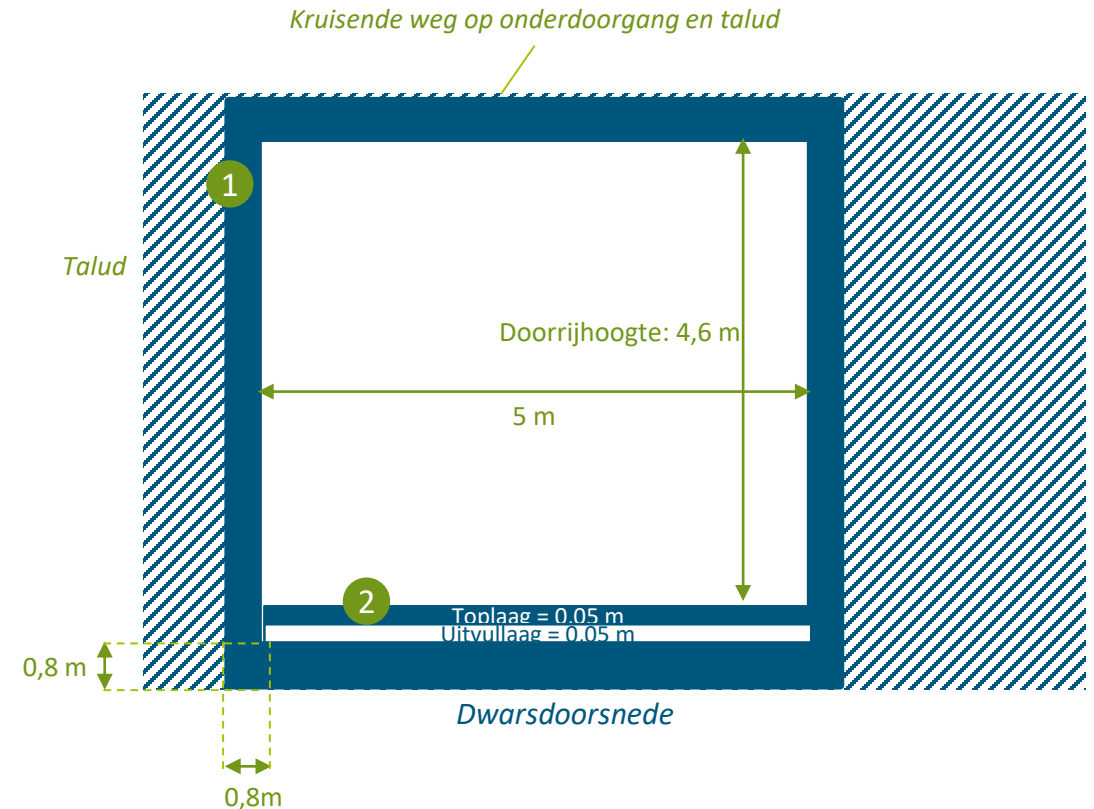 Kruisende weg op onderdoorgang en talud
1
Talud
Doorrijhoogte: 4,6 m
5 m
2
Toplaag = 0.05 m
Uitvullaag = 0.05 m
0,8 m
Dwarsdoorsnede
0,8m